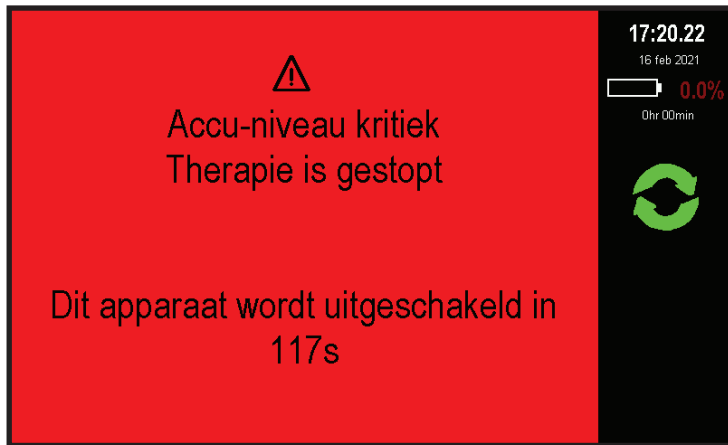 Accu-niveau kritiek
Therapie is gestopt
Dit apparaat wordt uitgeschakeld in
117s
17:20.22
16 feb 2021
0.0%
0hr 00min